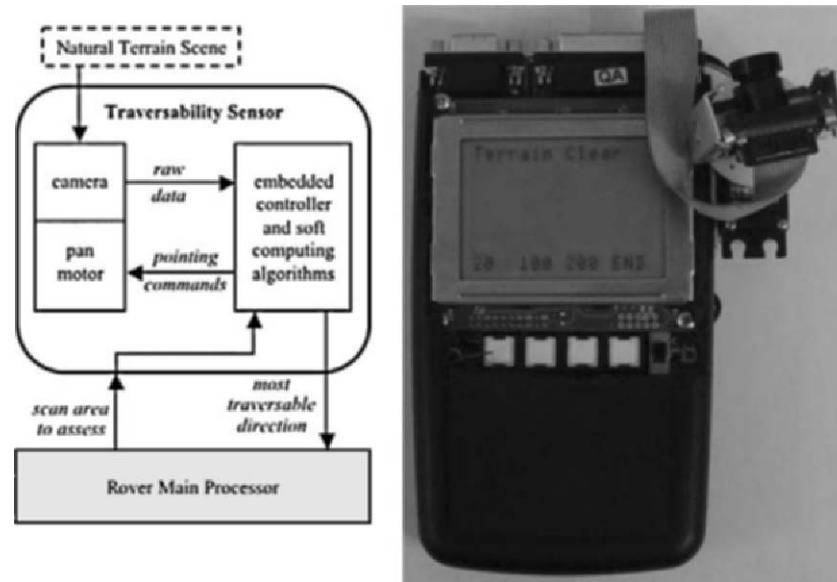 Natural Terrain Scene
Traversability Sensor
camera
raw
data
embedded
controller
and soft
computing
algorithms
pan
motor
pointing
commands
scan area
to assess
most
traversable
direction
Rover Main Processor
QA
Terrain Clear
20 100 200 END